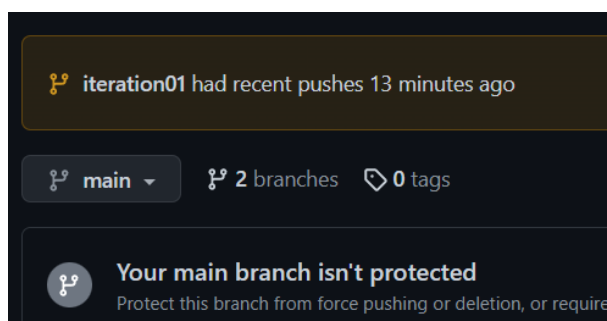 iteration01 had recent pushes 13 minutes ago
main 2 branches 0 tags
Your main branch isn't protected
Protect this branch from force pushing or deletion, or require